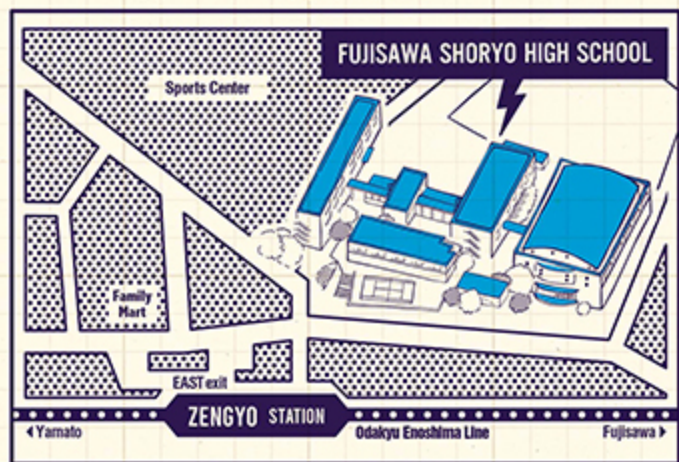 FUJISAWA SHORYO HIGH SCHOOL
Sports Center
Family
Mart
EAST exit
ZENGYO STATION
Yamato
Odakyu Enoshima Line
Fujisawa